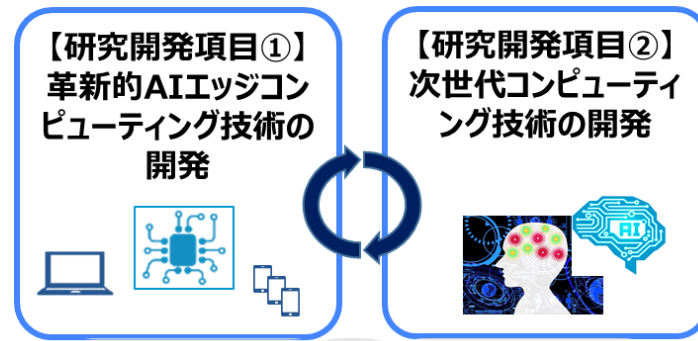 【研究開発項目①】
革新的AIエッジコン
ピューティング技術の
開発
【研究開発項目②】
次世代コンピューティ
ング技術の開発
AI